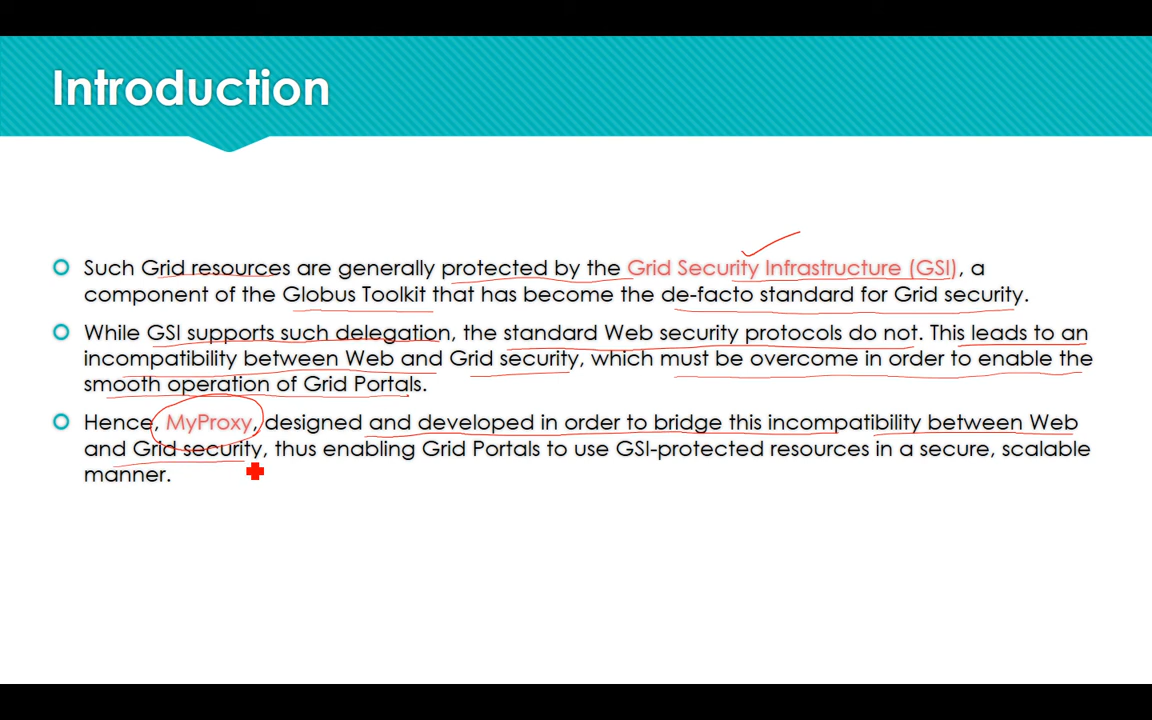 Introduction
Such Grid resources are generally protected by the Grid Security Infrastructure (GSI), a
component of the Globus Toolkit that has become the de-facto standard for Grid security.
While GSI supports such delegation, the standard Web security protocols do not. This leads to an
incompatibility between Web and Grid security, which must be overcome in order to enable the
smooth operation of Grid Portals.
Hence, MyProxy, designed and developed in order to bridge this incompatibility between Web
and Grid security, thus enabling Grid Portals to use GSI-protected resources in a secure, scalable
manner.